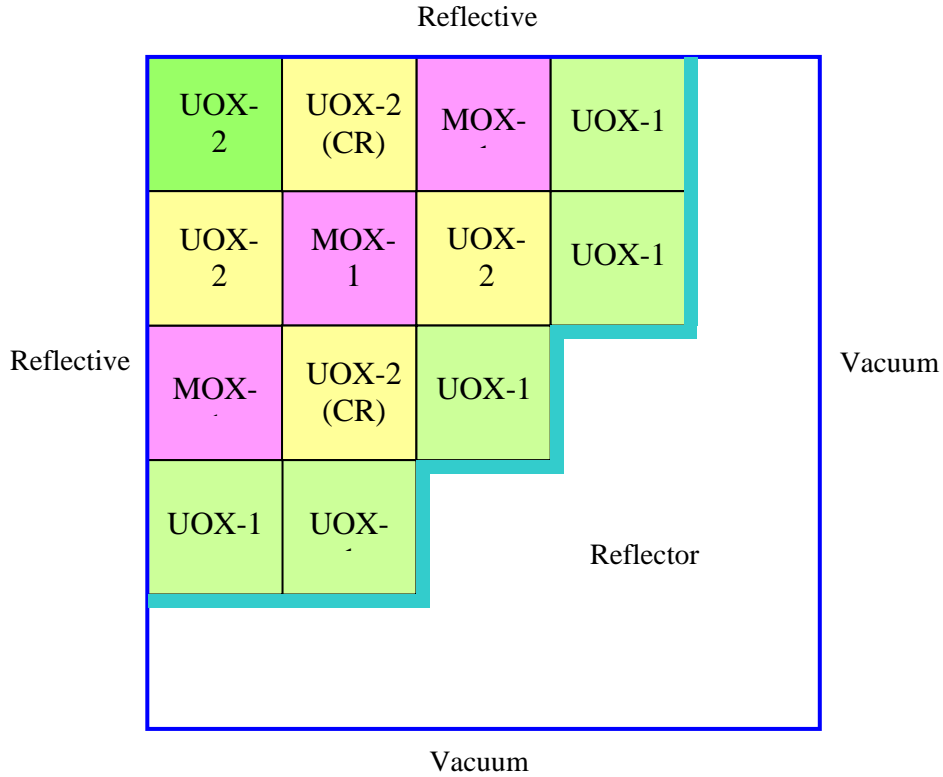 Reflective
UOX-
2
UOX-2
(CR)
MOX-
UOX-1
UOX-
2
MOX-
1
UOX-
2
UOX-1
Reflective
Vacuum
MOX-
UOX-2
(CR)
UOX-1
UOX-1
UOX-
Reflector
Vacuum